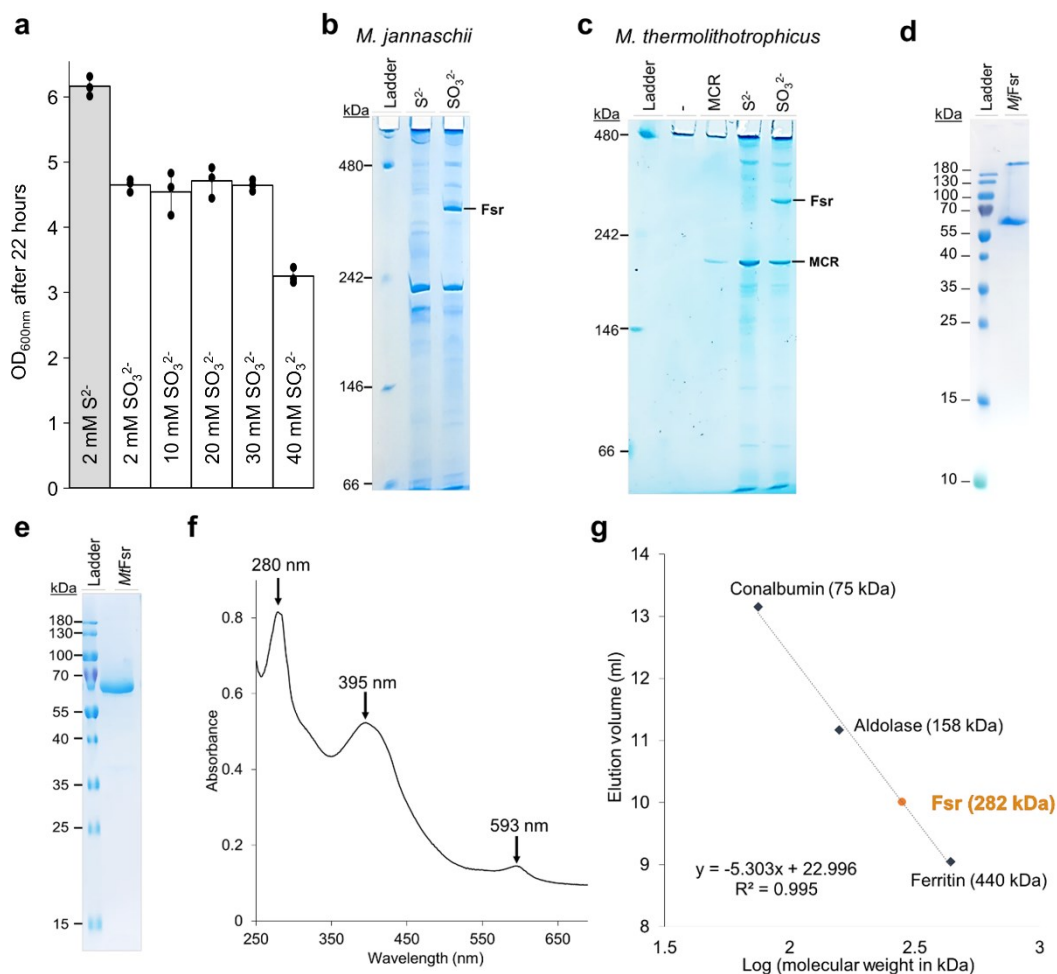 a
OD600nm after 22 hours
6
5
4
3
2
1
0
2 mM S2-
2 mM SO32-
10 mM SO32-
20 mM SO32-
30 mM SO32-
40 mM SO32-
b
M. jannaschii
kDa
Ladder
S2-
SO32-
480
242
146
66
Fsr
c
M. thermolithotrophicus
kDa
Ladder
-
MCR
S2-
SO32-
480
242
146
66
Fsr
MCR
d
kDa
Ladder
MjFsr
180
130
100
70
55
40
35
25
15
10
e
kDa
Ladder
MtFsr
180
130
100
70
55
40
35
25
15
f
280 nm
395 nm
593 nm
Absorbance
0.8
0.6
0.4
0.2
0
250
350
450
550
650
Wavelength (nm)
g
Elution volume (ml)
14
13
12
11
10
9
8
Conalbumin (75 kDa)
Aldolase (158 kDa)
Fsr (282 kDa)
Ferritin (440 kDa)
y = -5.303x + 22.996
R² = 0.995
1.5
2
2.5
3
Log (molecular weight in kDa)